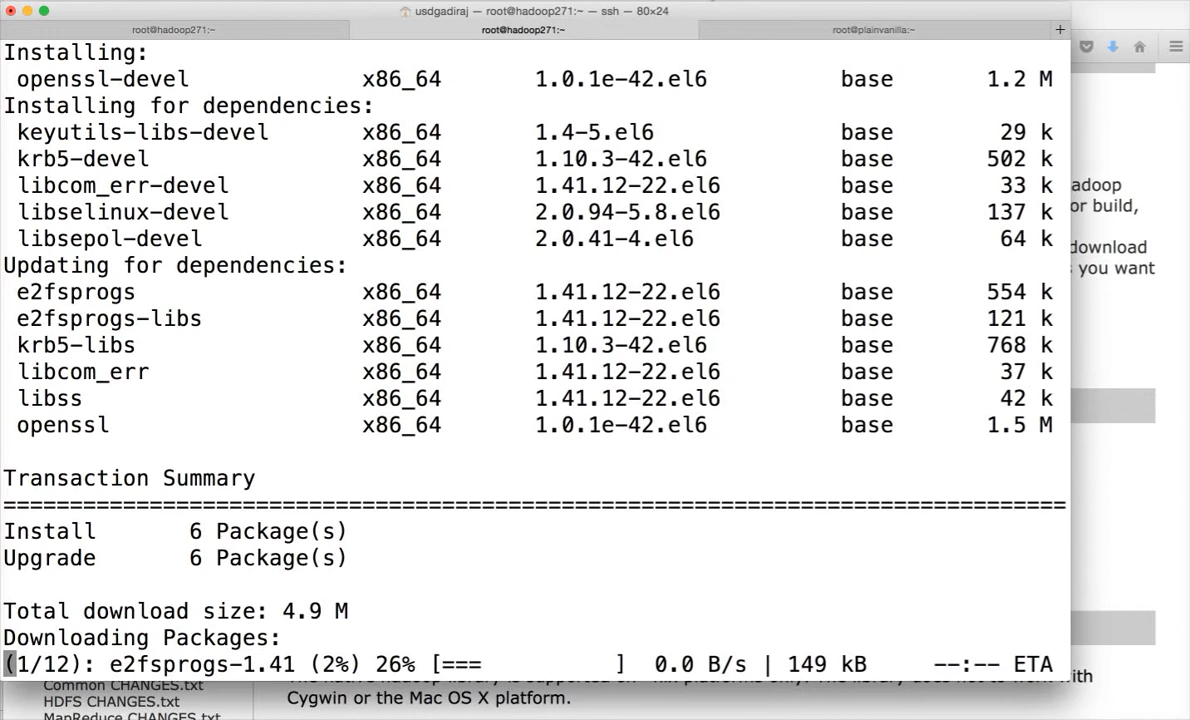 usdgadiraj — root@hadoop271:~ — ssh — 80×24
root@hadoop271:~ root@hadoop271:~ root@plainvanilla:~ +
Installing:
openssl-devel x86_64 1.0.1e-42.el6 base 1.2 M
Installing for dependencies:
keyutils-libs-devel x86_64 1.4-5.el6 base 29 k
krb5-devel x86_64 1.10.3-42.el6 base 502 k
libcom_err-devel x86_64 1.41.12-22.el6 base 33 k
libselinux-devel x86_64 2.0.94-5.8.el6 base 137 k
libsepol-devel x86_64 2.0.41-4.el6 base 64 k
Updating for dependencies:
e2fsprogs x86_64 1.41.12-22.el6 base 554 k
e2fsprogs-libs x86_64 1.41.12-22.el6 base 121 k
krb5-libs x86_64 1.10.3-42.el6 base 768 k
libcom_err x86_64 1.41.12-22.el6 base 37 k
libss x86_64 1.41.12-22.el6 base 42 k
openssl x86_64 1.0.1e-42.el6 base 1.5 M
Transaction Summary
================================================================================
Install 6 Package(s)
Upgrade 6 Package(s)
Total download size: 4.9 M
Downloading Packages:
(1/12): e2fsprogs-1.41 (2%) 26% [=== ] 0.0 B/s | 149 kB --:-- ETA
adoop
or build,
download
you want
with
Cygwin or the Mac OS X platform.
Common CHANGES.txt
HDFS CHANGES.txt
MapReduce CHANGES.txt